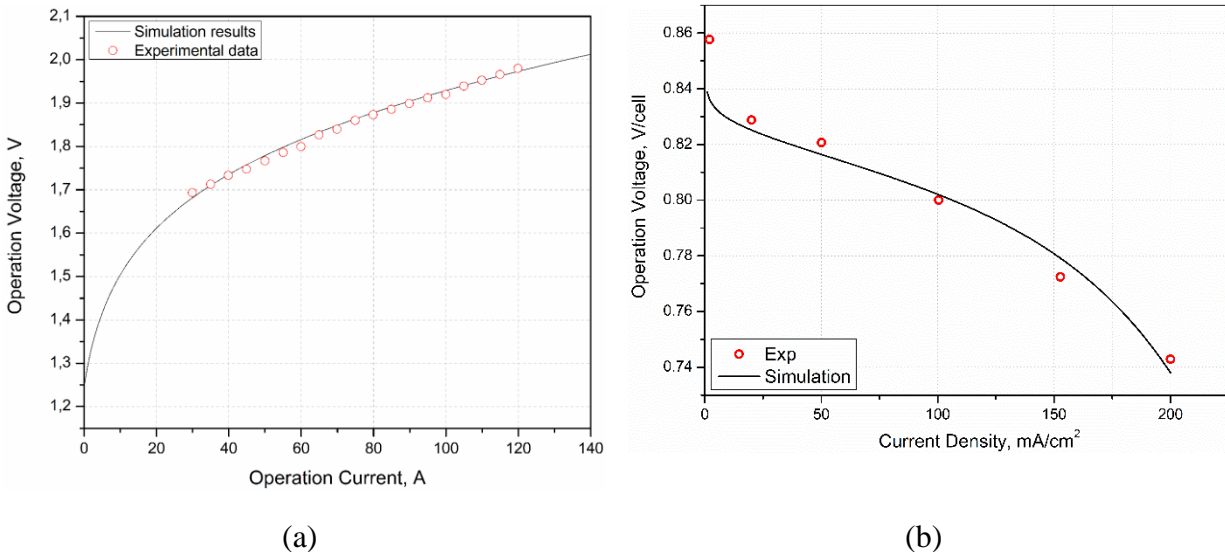 2,1
2,0
1,9
1,8
1,7
1,6
1,5
1,4
1,3
1,2
Operation Voltage, V
Simulation results
Experimental data
0 20 40 60 80 100 120 140
Operation Current, A
(a)
0.86
0.84
0.82
0.80
0.78
0.76
0.74
Operation Voltage, V/cell
Exp
Simulation
0 50 100 150 200
Current Density, mA/cm²
(b)